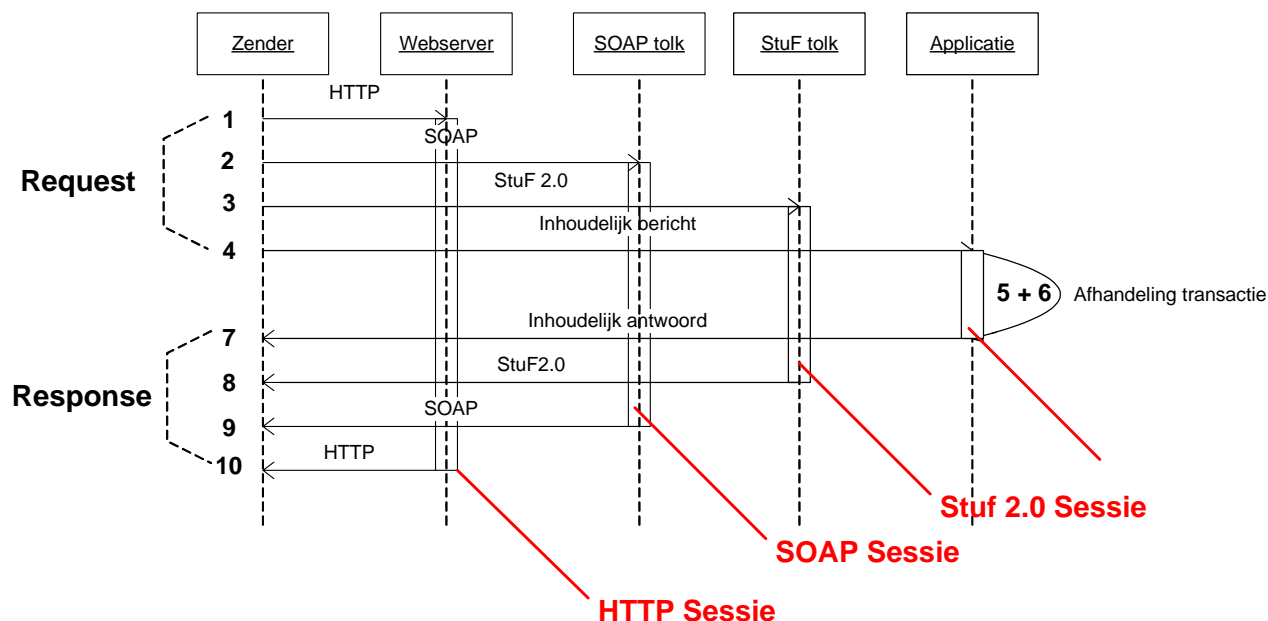 Zender
Webserver
SOAP tolk
StuF tolk
Applicatie
HTTP
1
SOAP
2
StuF 2.0
Request
3
Inhoudelijk bericht
4
5 + 6
Afhandeling transactie
Inhoudelijk antwoord
7
StuF2.0
8
Response
SOAP
9
HTTP
10
Stuf 2.0 Sessie
SOAP Sessie
HTTP Sessie